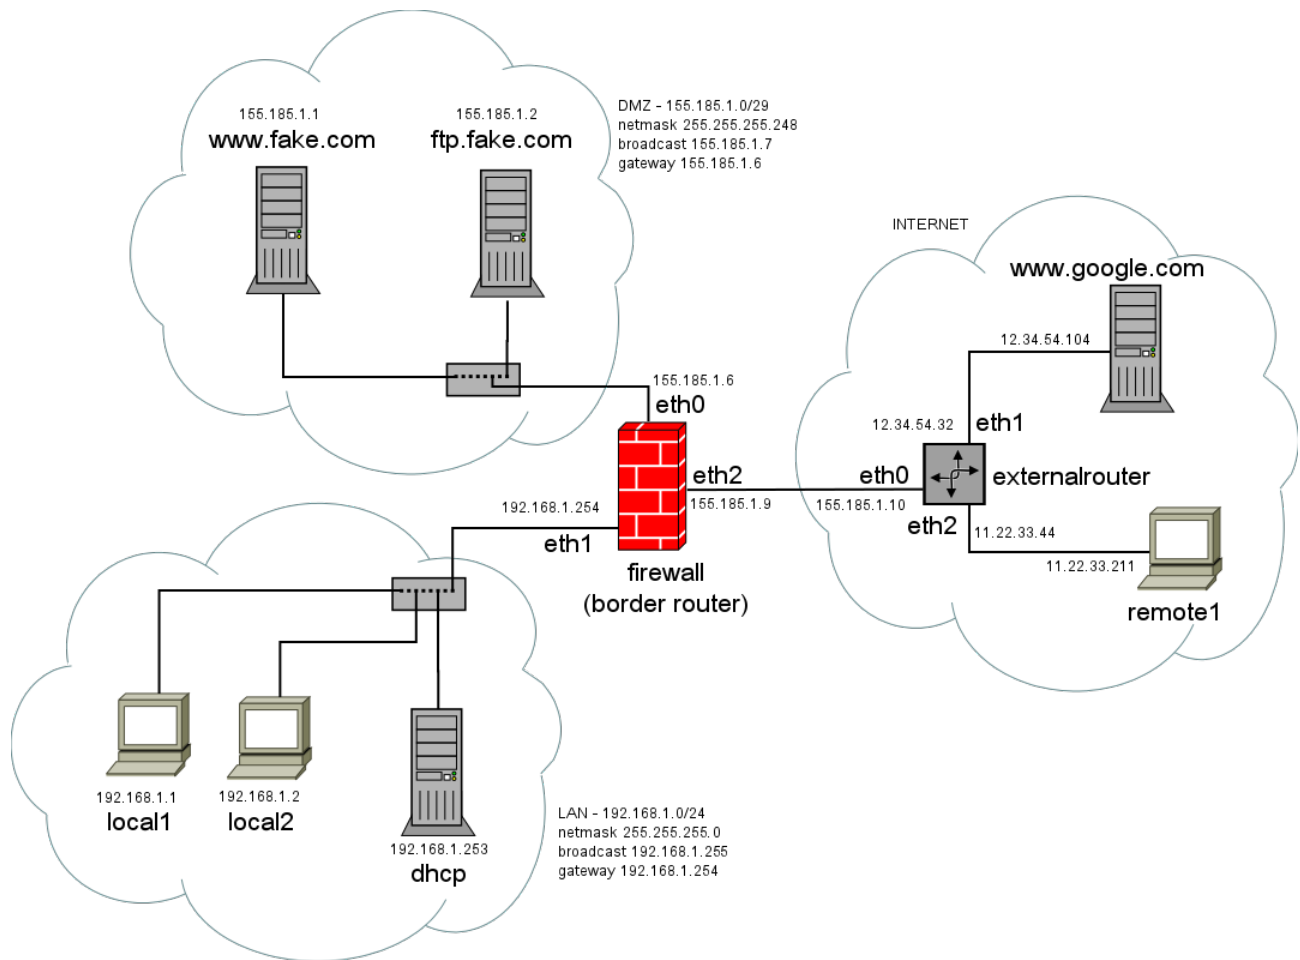 155.185.1.1
www.fake.com
155.185.1.2
ftp.fake.com
DMZ - 155.185.1.0/29
netmask 255.255.255.248
broadcast 155.185.1.7
gateway 155.185.1.6
INTERNET
www.google.com
12.34.54.104
155.185.1.6
eth0
12.34.54.32
eth1
eth2
155.185.1.9
eth0
155.185.1.10
externalrouter
eth2
11.22.33.44
11.22.33.211
remote1
192.168.1.254
eth1
firewall
(border router)
192.168.1.1
local1
192.168.1.2
local2
192.168.1.253
dhcp
LAN - 192.168.1.0/24
netmask 255.255.255.0
broadcast 192.168.1.255
gateway 192.168.1.254